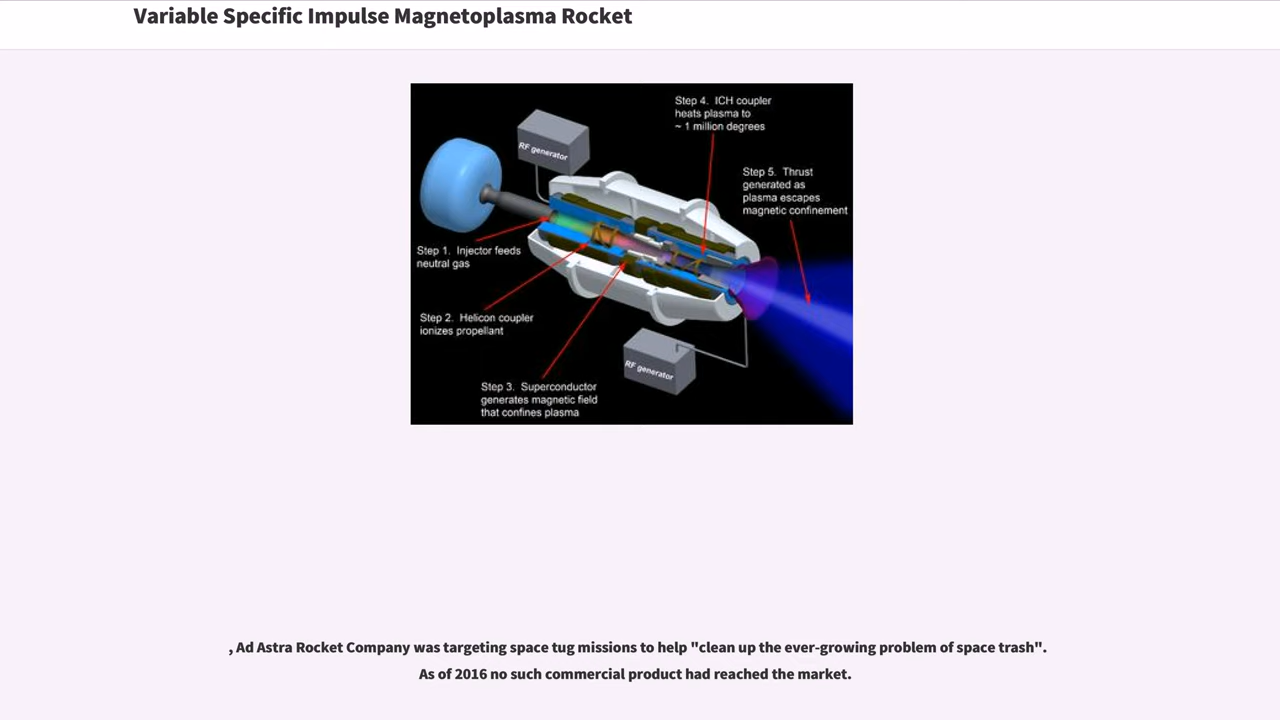 Variable Specific Impulse Magnetoplasma Rocket
Step 4. ICH coupler
heats plasma to
~ 1 million degrees
RF generator
Step 5. Thrust
generated as
plasma escapes
magnetic confinement
Step 1. Injector feeds
neutral gas
Step 2. Helicon coupler
ionizes propellant
RF generator
Step 3. Superconductor
generates magnetic field
that confines plasma
, Ad Astra Rocket Company was targeting space tug missions to help "clean up the ever-growing problem of space trash".
As of 2016 no such commercial product had reached the market.